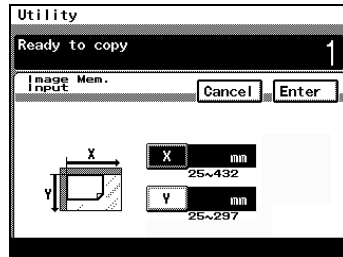 Utility
Ready to copy 1
Image Mem.
Input
Cancel Enter
X
Y
X mm
25~432
Y mm
25~297